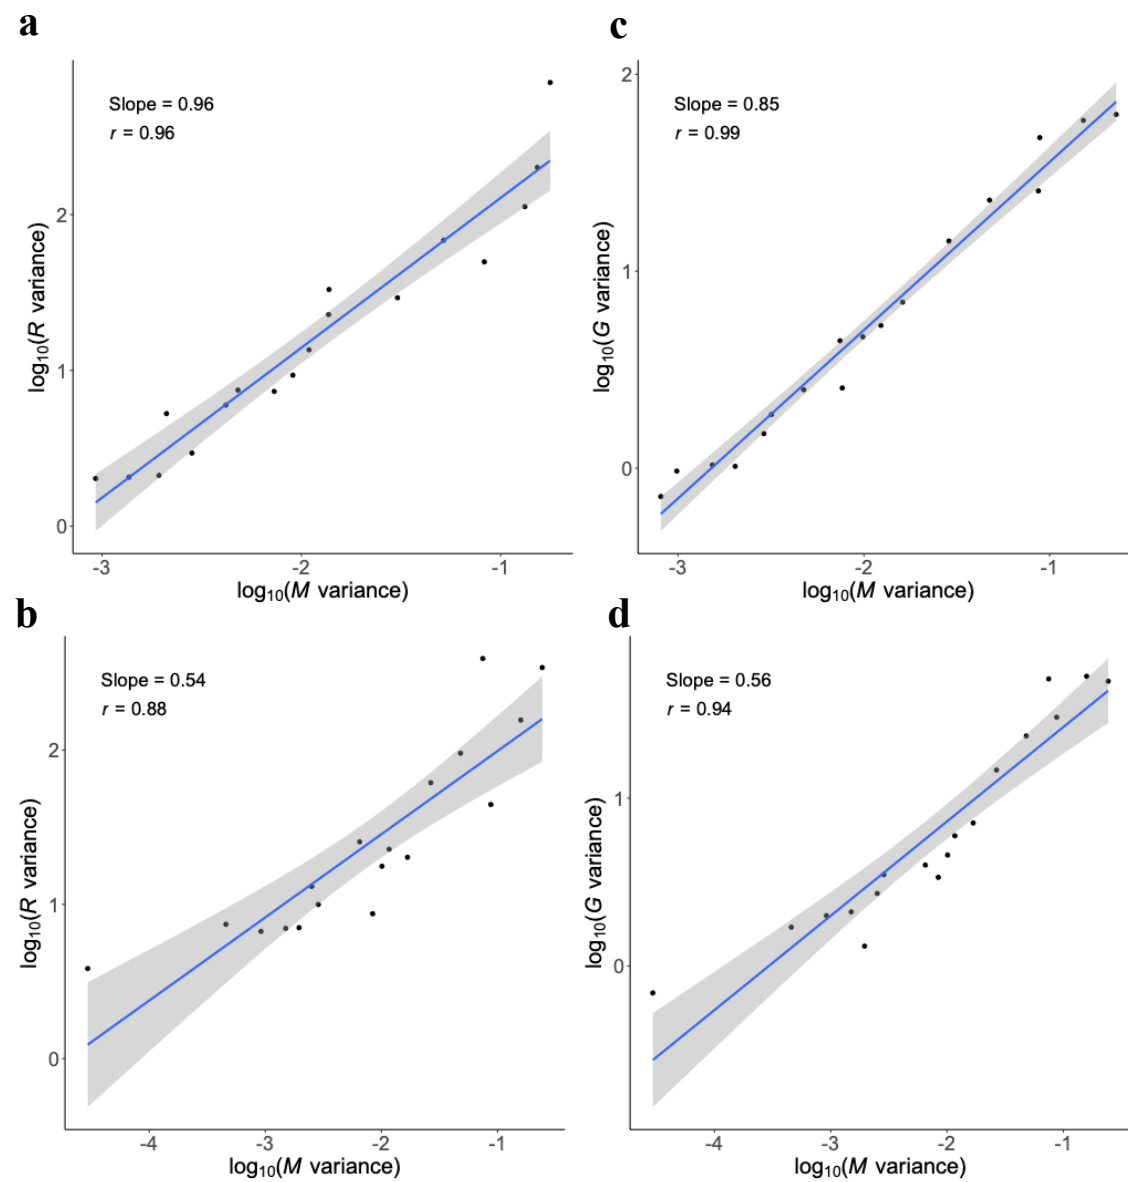 a
Slope = 0.96
r = 0.96
log10(R variance)
2
1
0
-3
-2
-1
log10(M variance)
c
Slope = 0.85
r = 0.99
log10(G variance)
2
1
0
-3
-2
-1
log10(M variance)
b
Slope = 0.54
r = 0.88
log10(R variance)
2
1
0
-4
-3
-2
-1
log10(M variance)
d
Slope = 0.56
r = 0.94
log10(G variance)
1
0
-4
-3
-2
-1
log10(M variance)